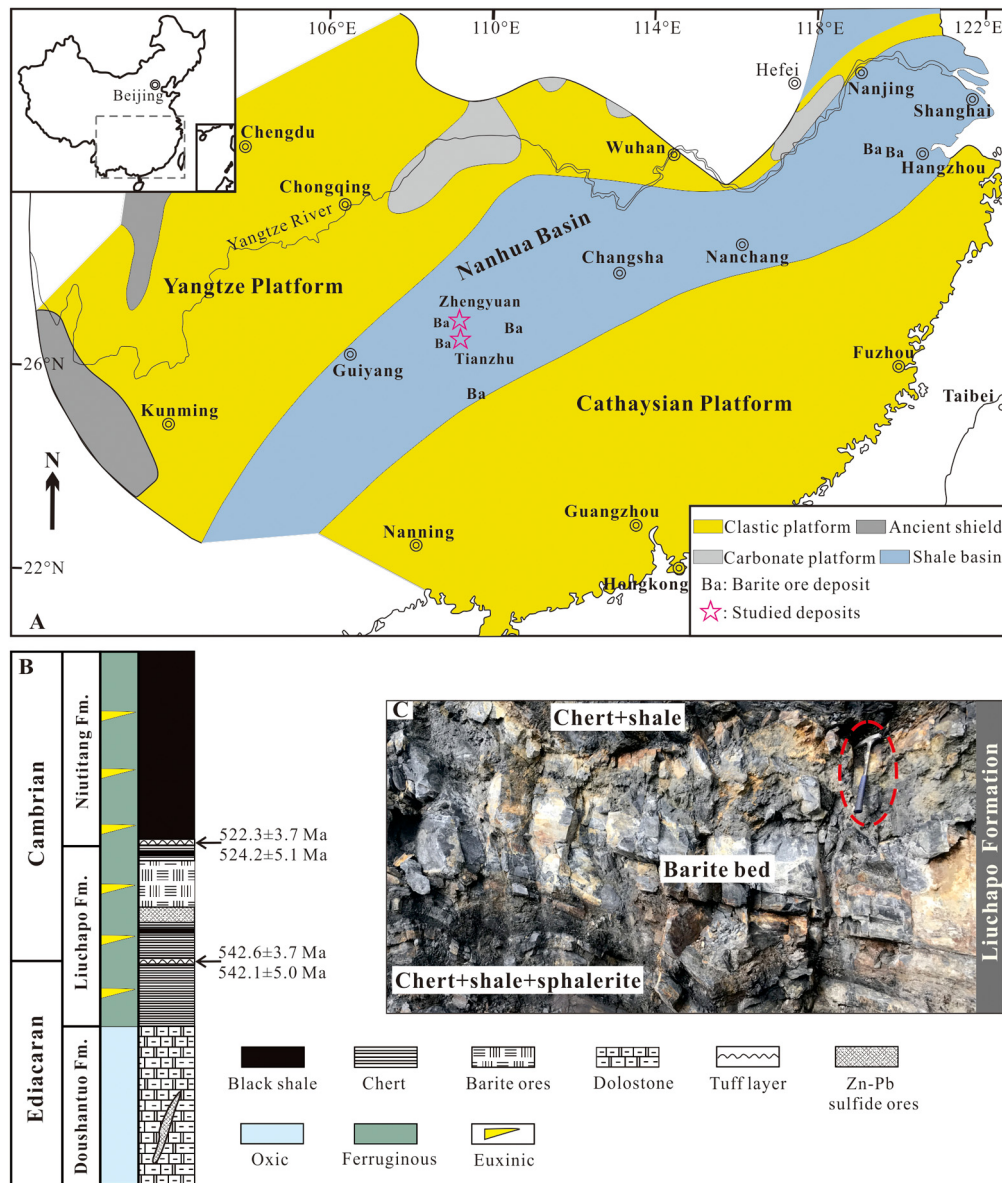 106°E
110°E
114°E
118°E
122°E
Beijing
Hefei
Nanjing
Shanghai
Chengdu
Wuhan
Ba Ba
Hangzhou
Chongqing
Yangtze River
Nanhua Basin
Changsha
Nanchang
Yangtze Platform
Zhengyuan
Ba
Ba
Ba
Tianzhu
26°N
Guiyang
Fuzhou
Ba
Cathaysian Platform
Taibei
Kunming
N
Guangzhou
Nanning
22°N
Hongkong
Clastic platform
Ancient shield
Carbonate platform
Shale basin
Ba: Barite ore deposit
: Studied deposits
A
B
Cambrian
Ediacaran
Niutitang Fm.
Liuchapo Fm.
Doushantuo Fm.
522.3±3.7 Ma
524.2±5.1 Ma
542.6±3.7 Ma
542.1±5.0 Ma
C
Chert+shale
Barite bed
Chert+shale+sphalerite
Liuchapo Formation
Black shale
Chert
Barite ores
Dolostone
Tuff layer
Zn-Pb
sulfide ores
Oxic
Ferruginous
Euxinic